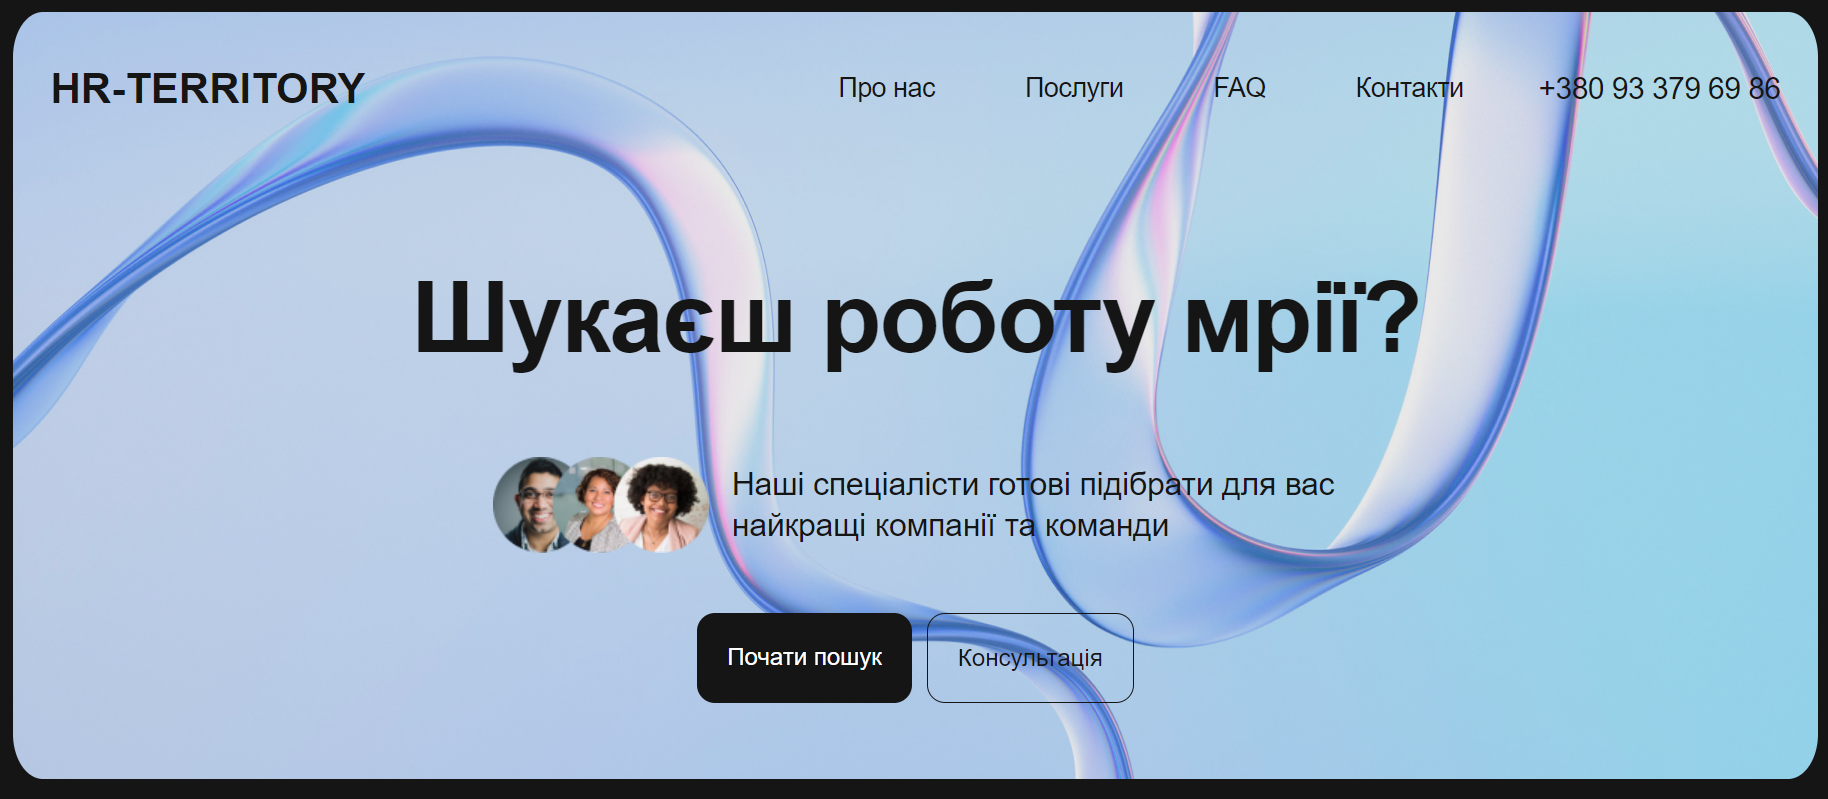 HR-TERRITORY
Про нас
Послуги
FAQ
Контакти
+380 93 379 69 86
Шукаєш роботу мрії?
Наші спеціалісти готові підібрати для вас
найкращі компанії та команди
Почати пошук
Консультація